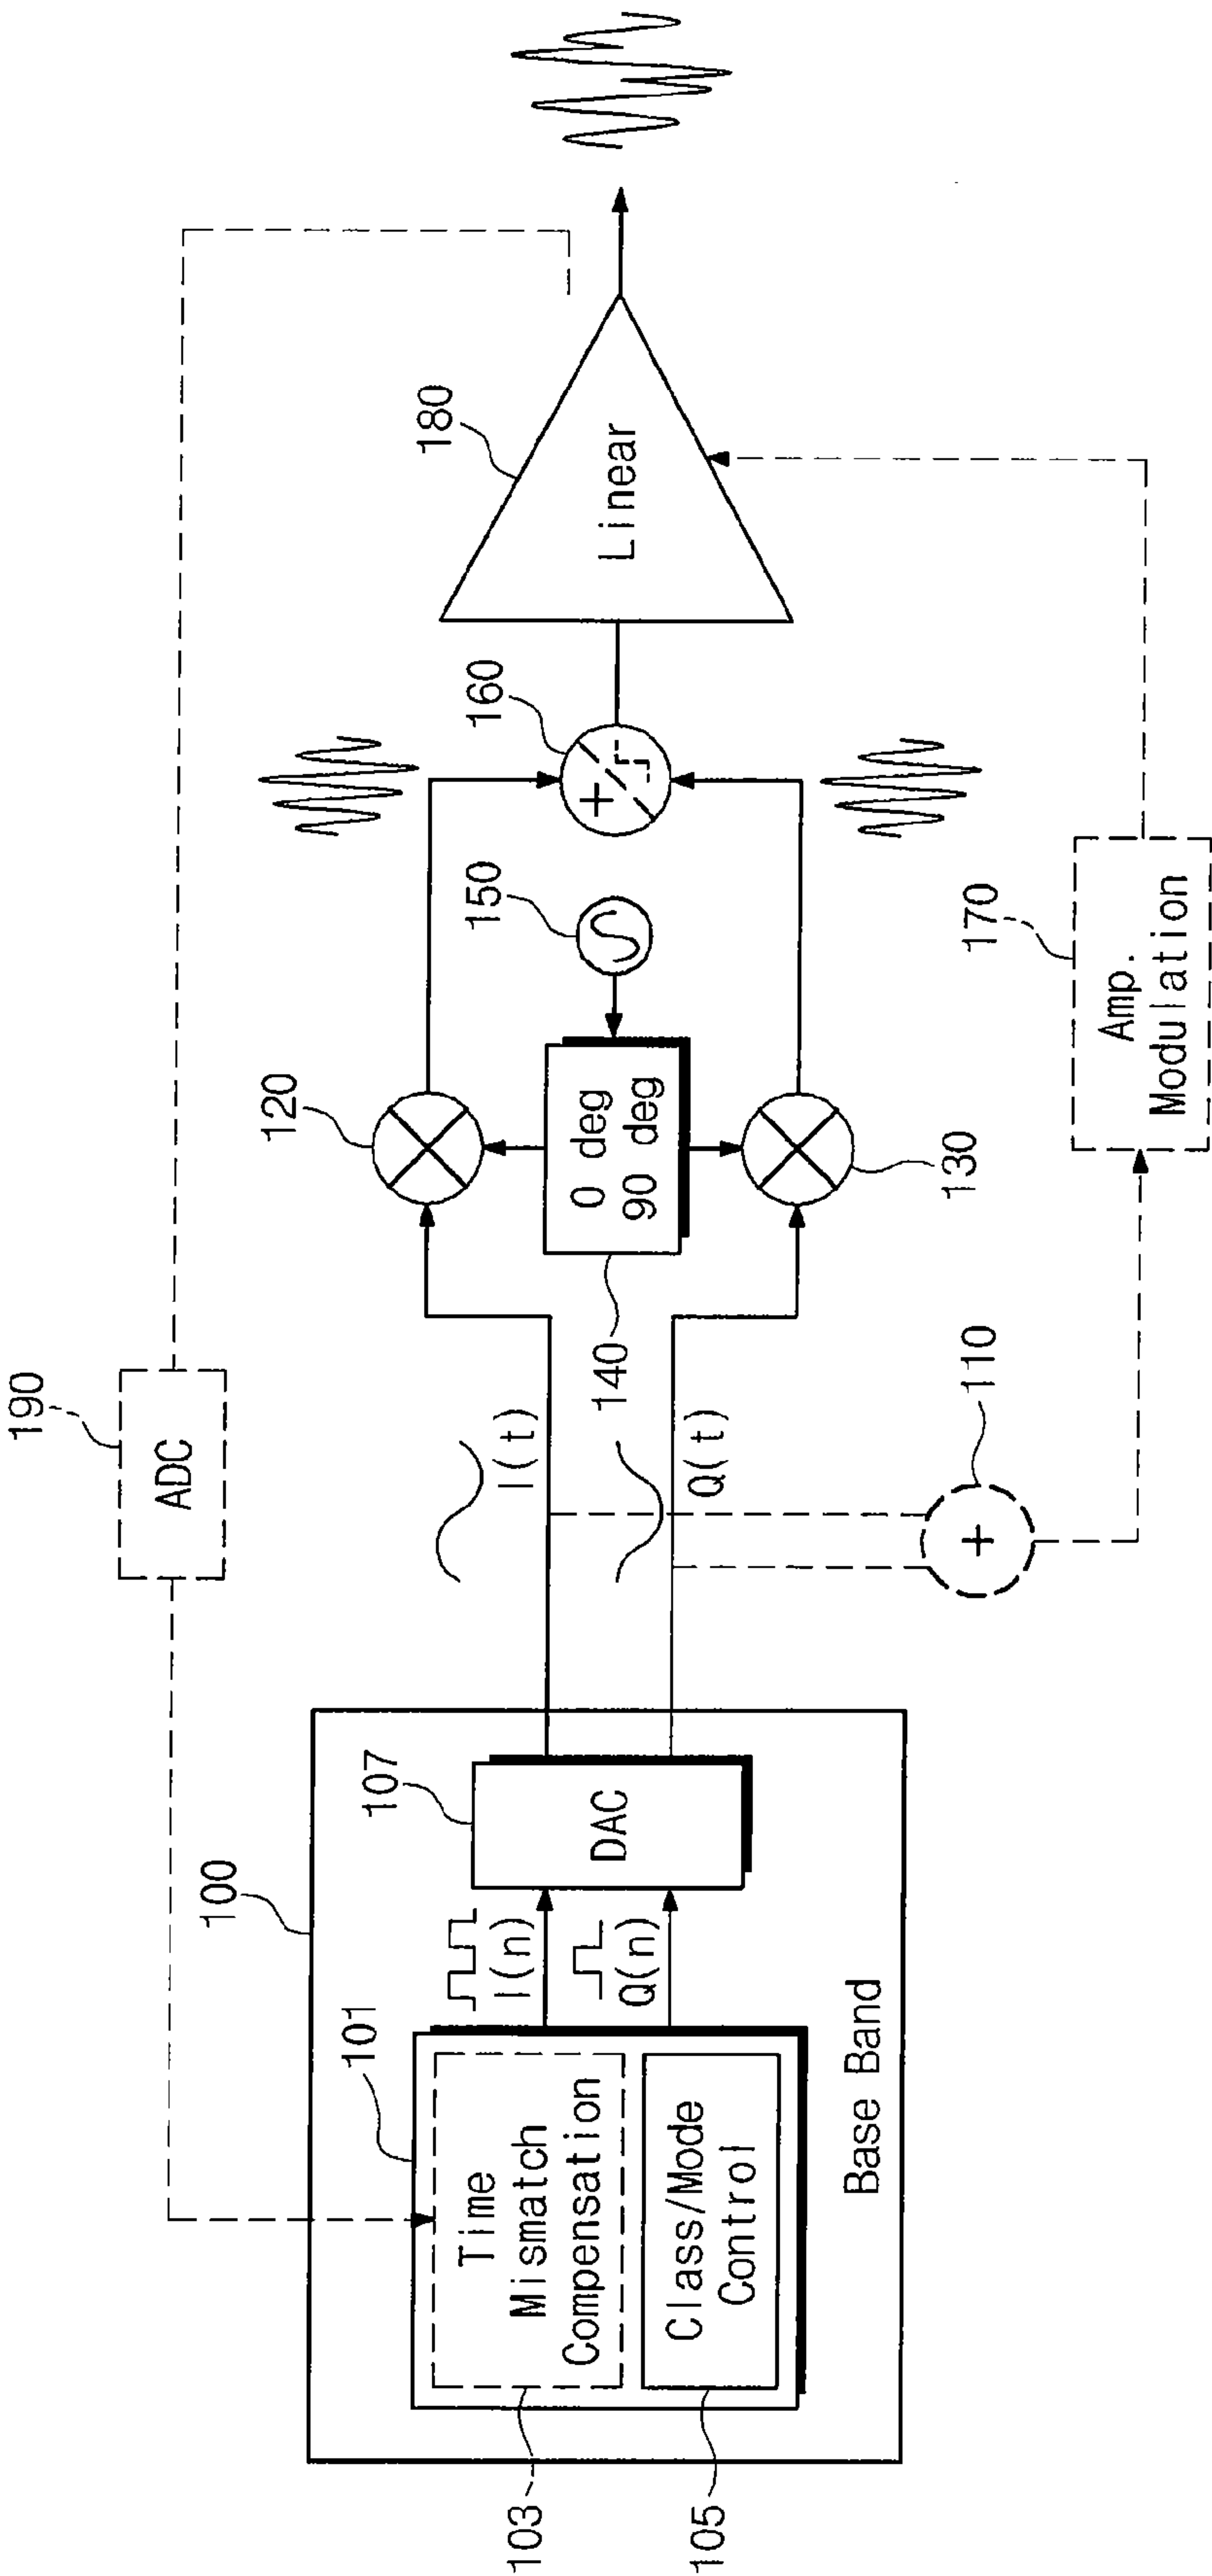 190
ADC
100
101
Time
Mismatch
Compensation
103
Class/Mode
Control
105
I(n)
Q(n)
107
DAC
Base Band
I(t)
Q(t)
110
+
120
0 deg
90 deg
140
130
150
160
+
180
Linear
170
Amp.
Modulation